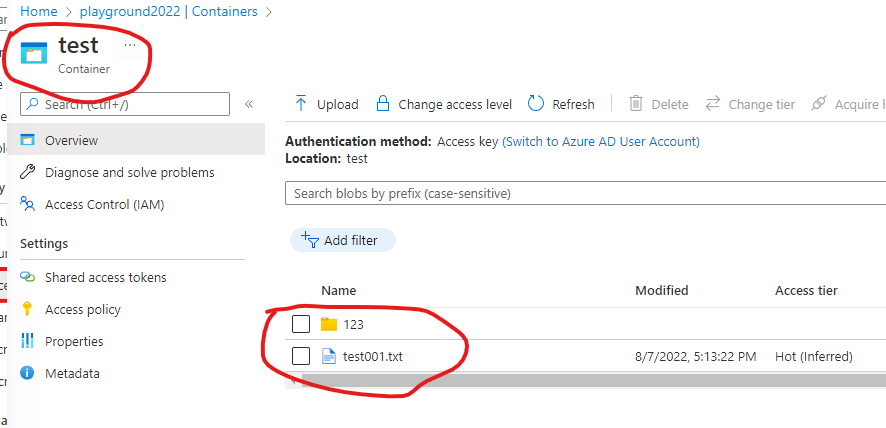 Home > playground2022 | Containers >
test ...
Container
Search (Ctrl+/) «
Overview
Diagnose and solve problems
Access Control (IAM)
Settings
Shared access tokens
Access policy
Properties
Metadata
Upload Change access level Refresh Delete Change tier Acquire l
Authentication method: Access key (Switch to Azure AD User Account)
Location: test
Search blobs by prefix (case-sensitive)
Add filter
Name Modified Access tier
123
test001.txt 8/7/2022, 5:13:22 PM Hot (Inferred)